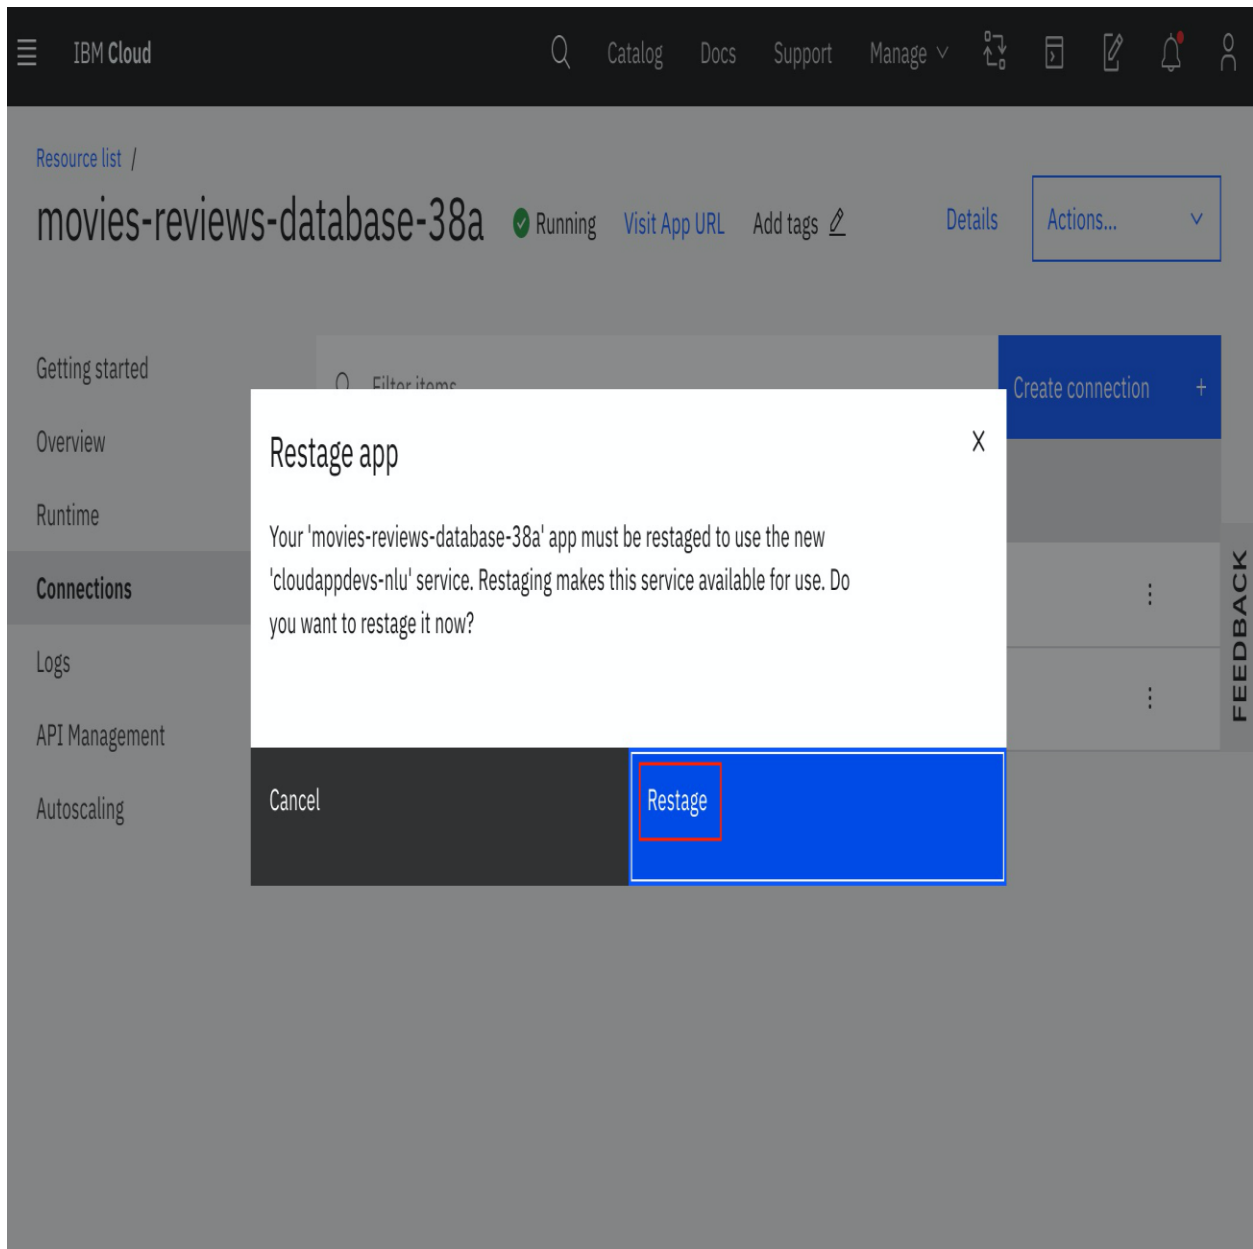 IBM Cloud
Catalog
Docs
Support
Manage
Resource list /
movies-reviews-database-38a
Running
Visit App URL
Add tags
Details
Actions...
Getting started
Overview
Runtime
Connections
Logs
API Management
Autoscaling
Filter items
Create connection +
Restage app
X
Your 'movies-reviews-database-38a' app must be restaged to use the new
'cloudappdevs-nlu' service. Restaging makes this service available for use. Do
you want to restage it now?
Cancel
Restage
FEEDBACK